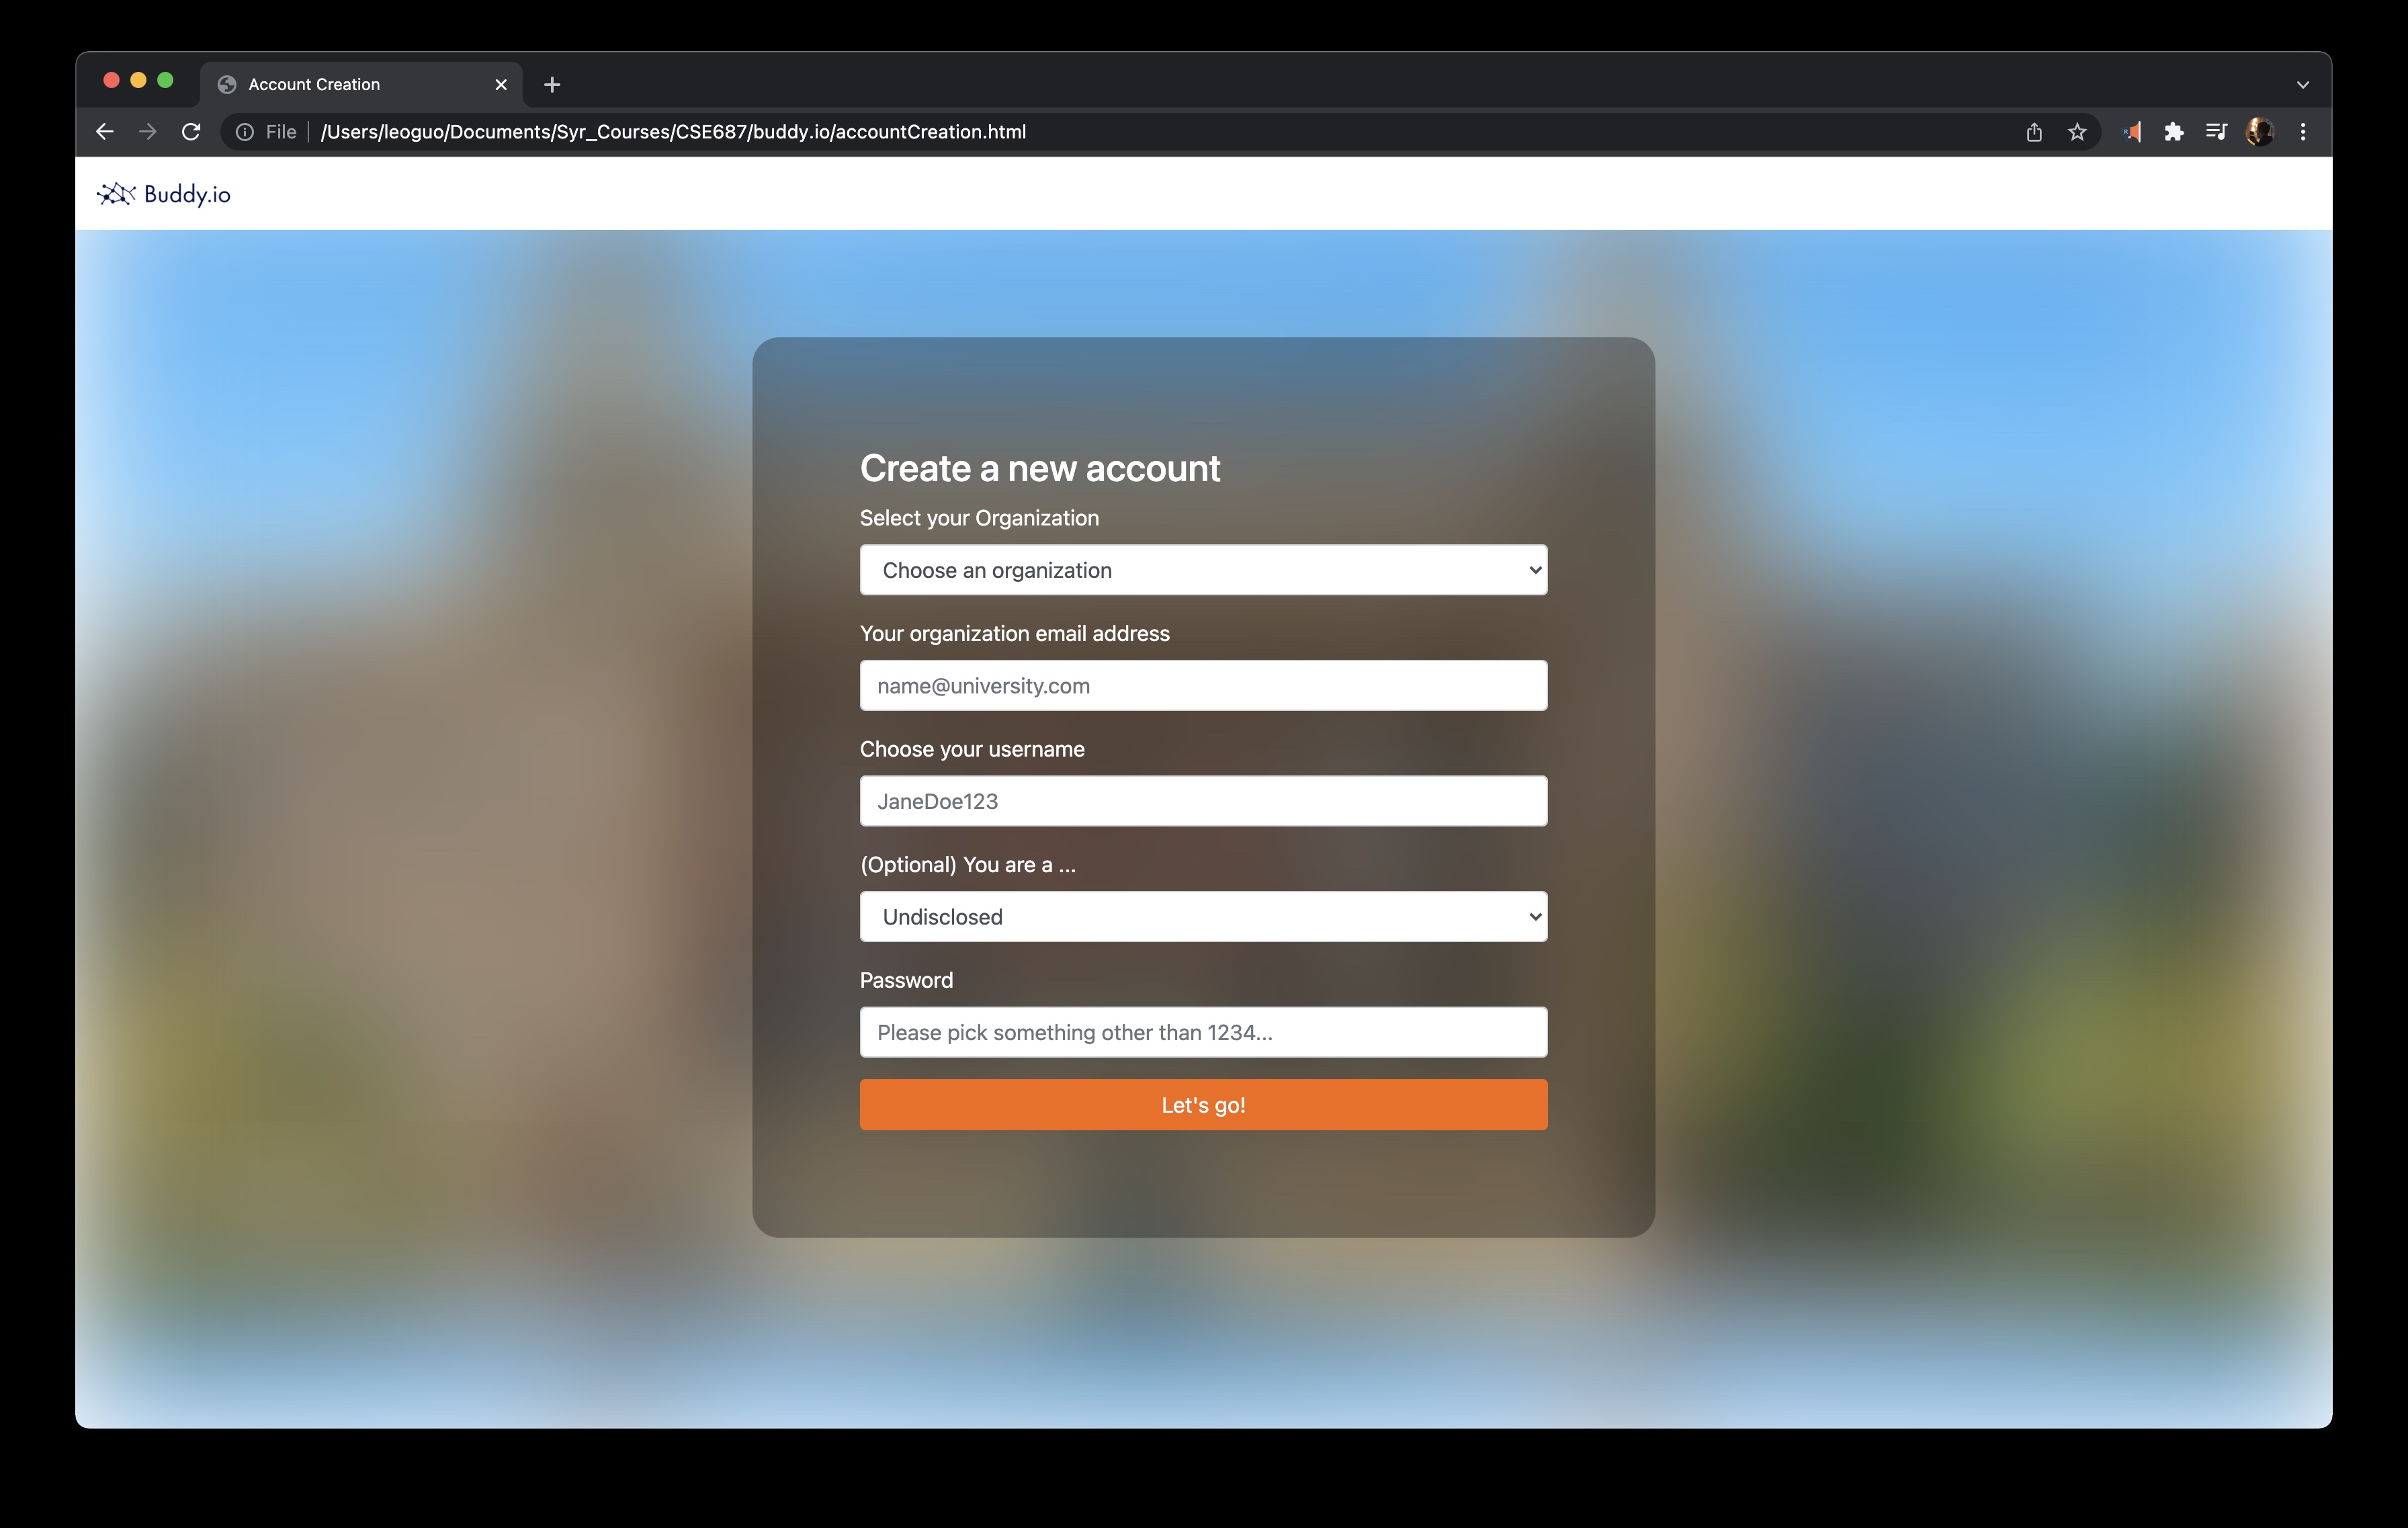 Account Creation
File /Users/leoguo/Documents/Syr_Courses/CSE687/buddy.io/accountCreation.html
Buddy.io
Create a new account
Select your Organization
Choose an organization
Your organization email address
name@university.com
Choose your username
JaneDoe123
(Optional) You are a ...
Undisclosed
Password
Please pick something other than 1234...
Let's go!